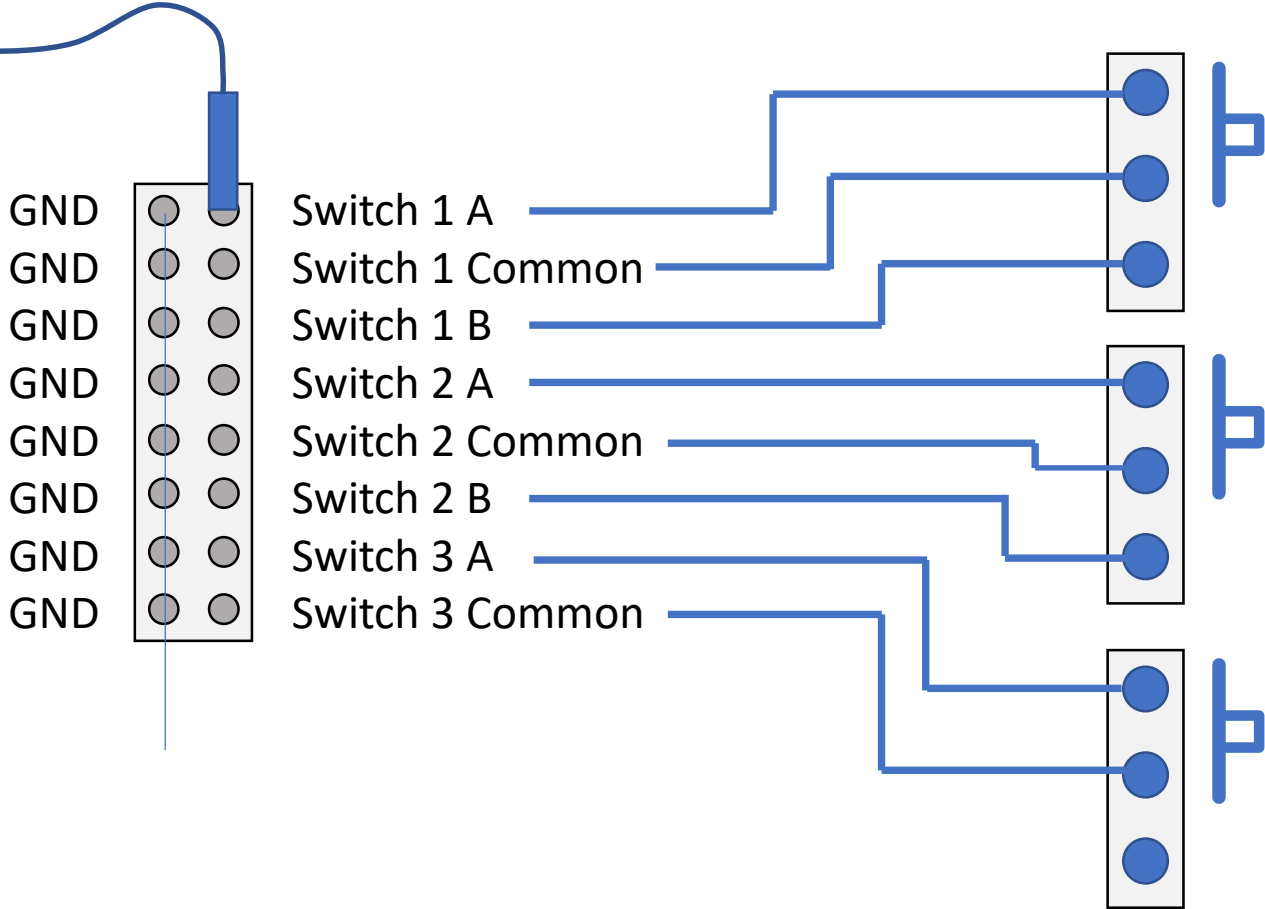 GND Switch 1 A
GND Switch 1 Common
GND Switch 1 B
GND Switch 2 A
GND Switch 2 Common
GND Switch 2 B
GND Switch 3 A
GND Switch 3 Common